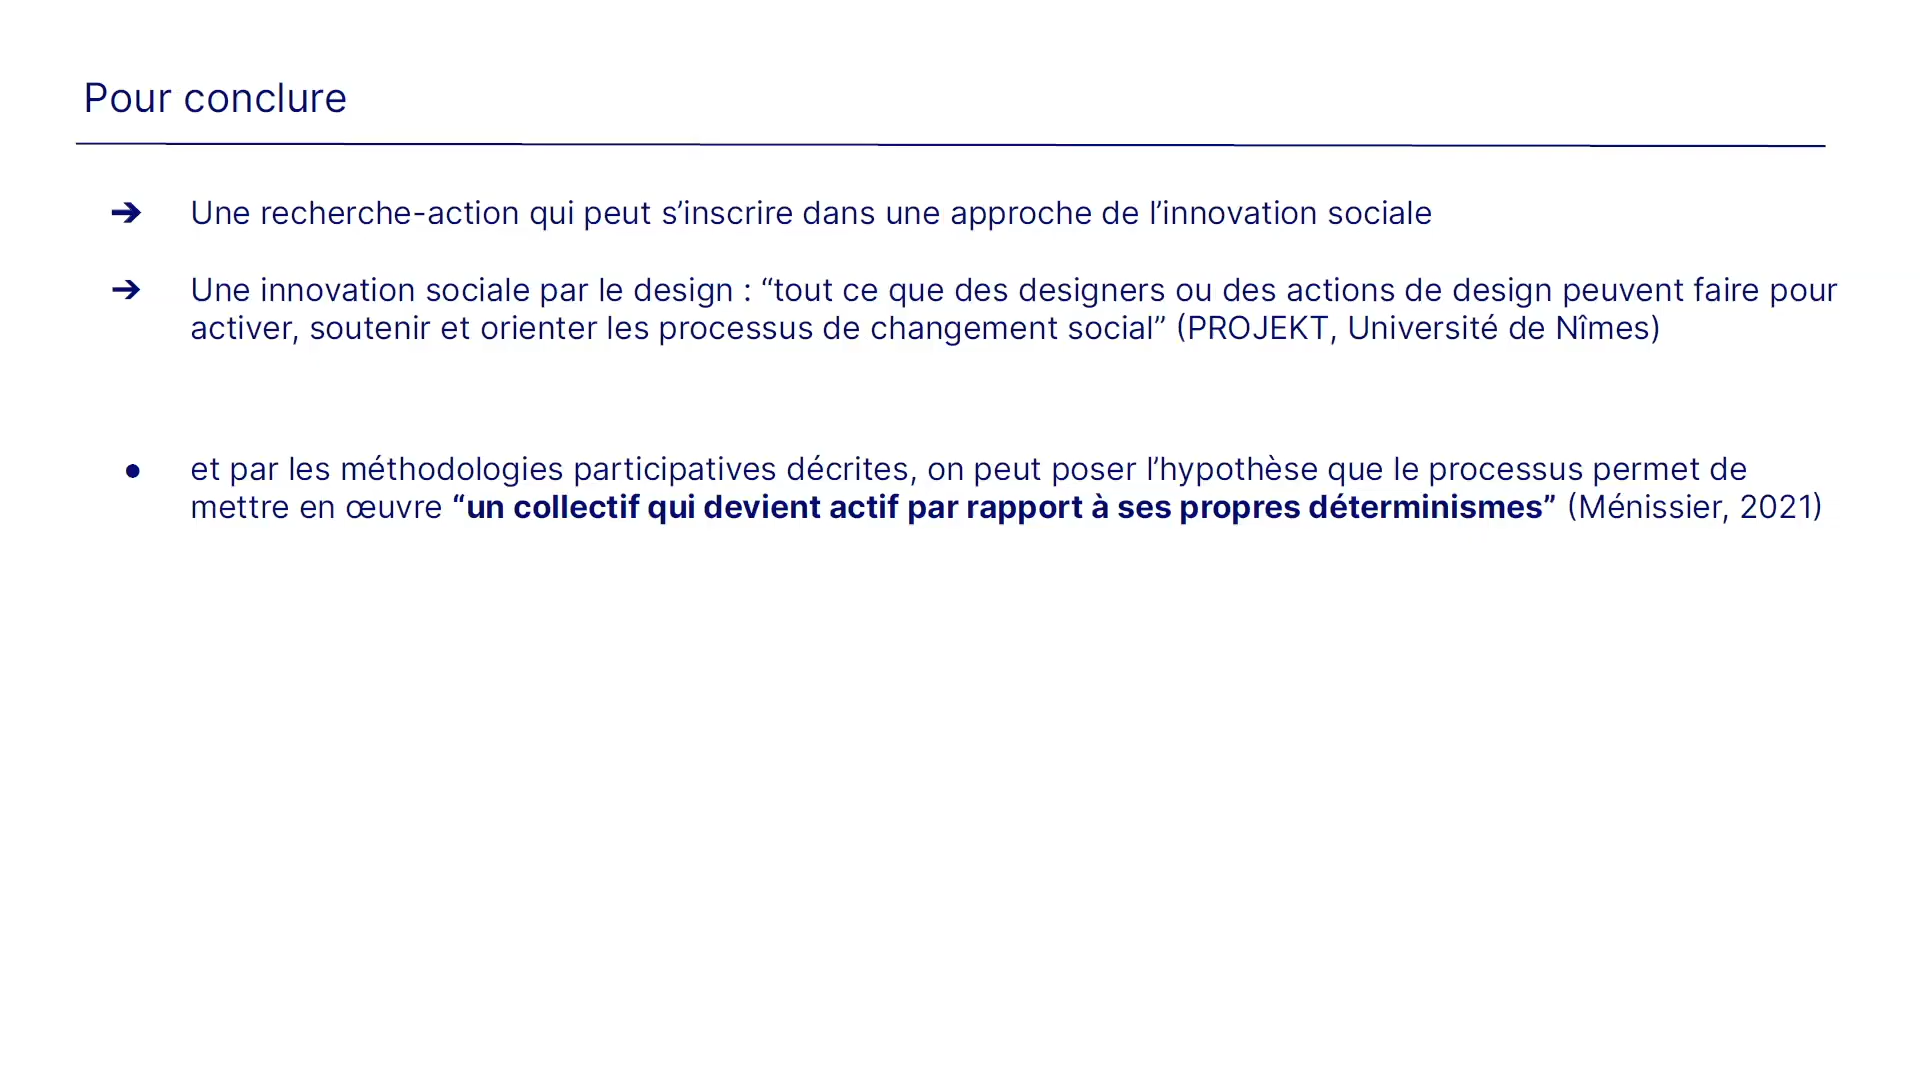 Pour conclure
➔ Une recherche-action qui peut s’inscrire dans une approche de l’innovation sociale
➔ Une innovation sociale par le design : “tout ce que des designers ou des actions de design peuvent faire pour
activer, soutenir et orienter les processus de changement social” (PROJEKT, Université de Nîmes)
● et par les méthodologies participatives décrites, on peut poser l’hypothèse que le processus permet de
mettre en œuvre “un collectif qui devient actif par rapport à ses propres déterminismes” (Ménissier, 2021)